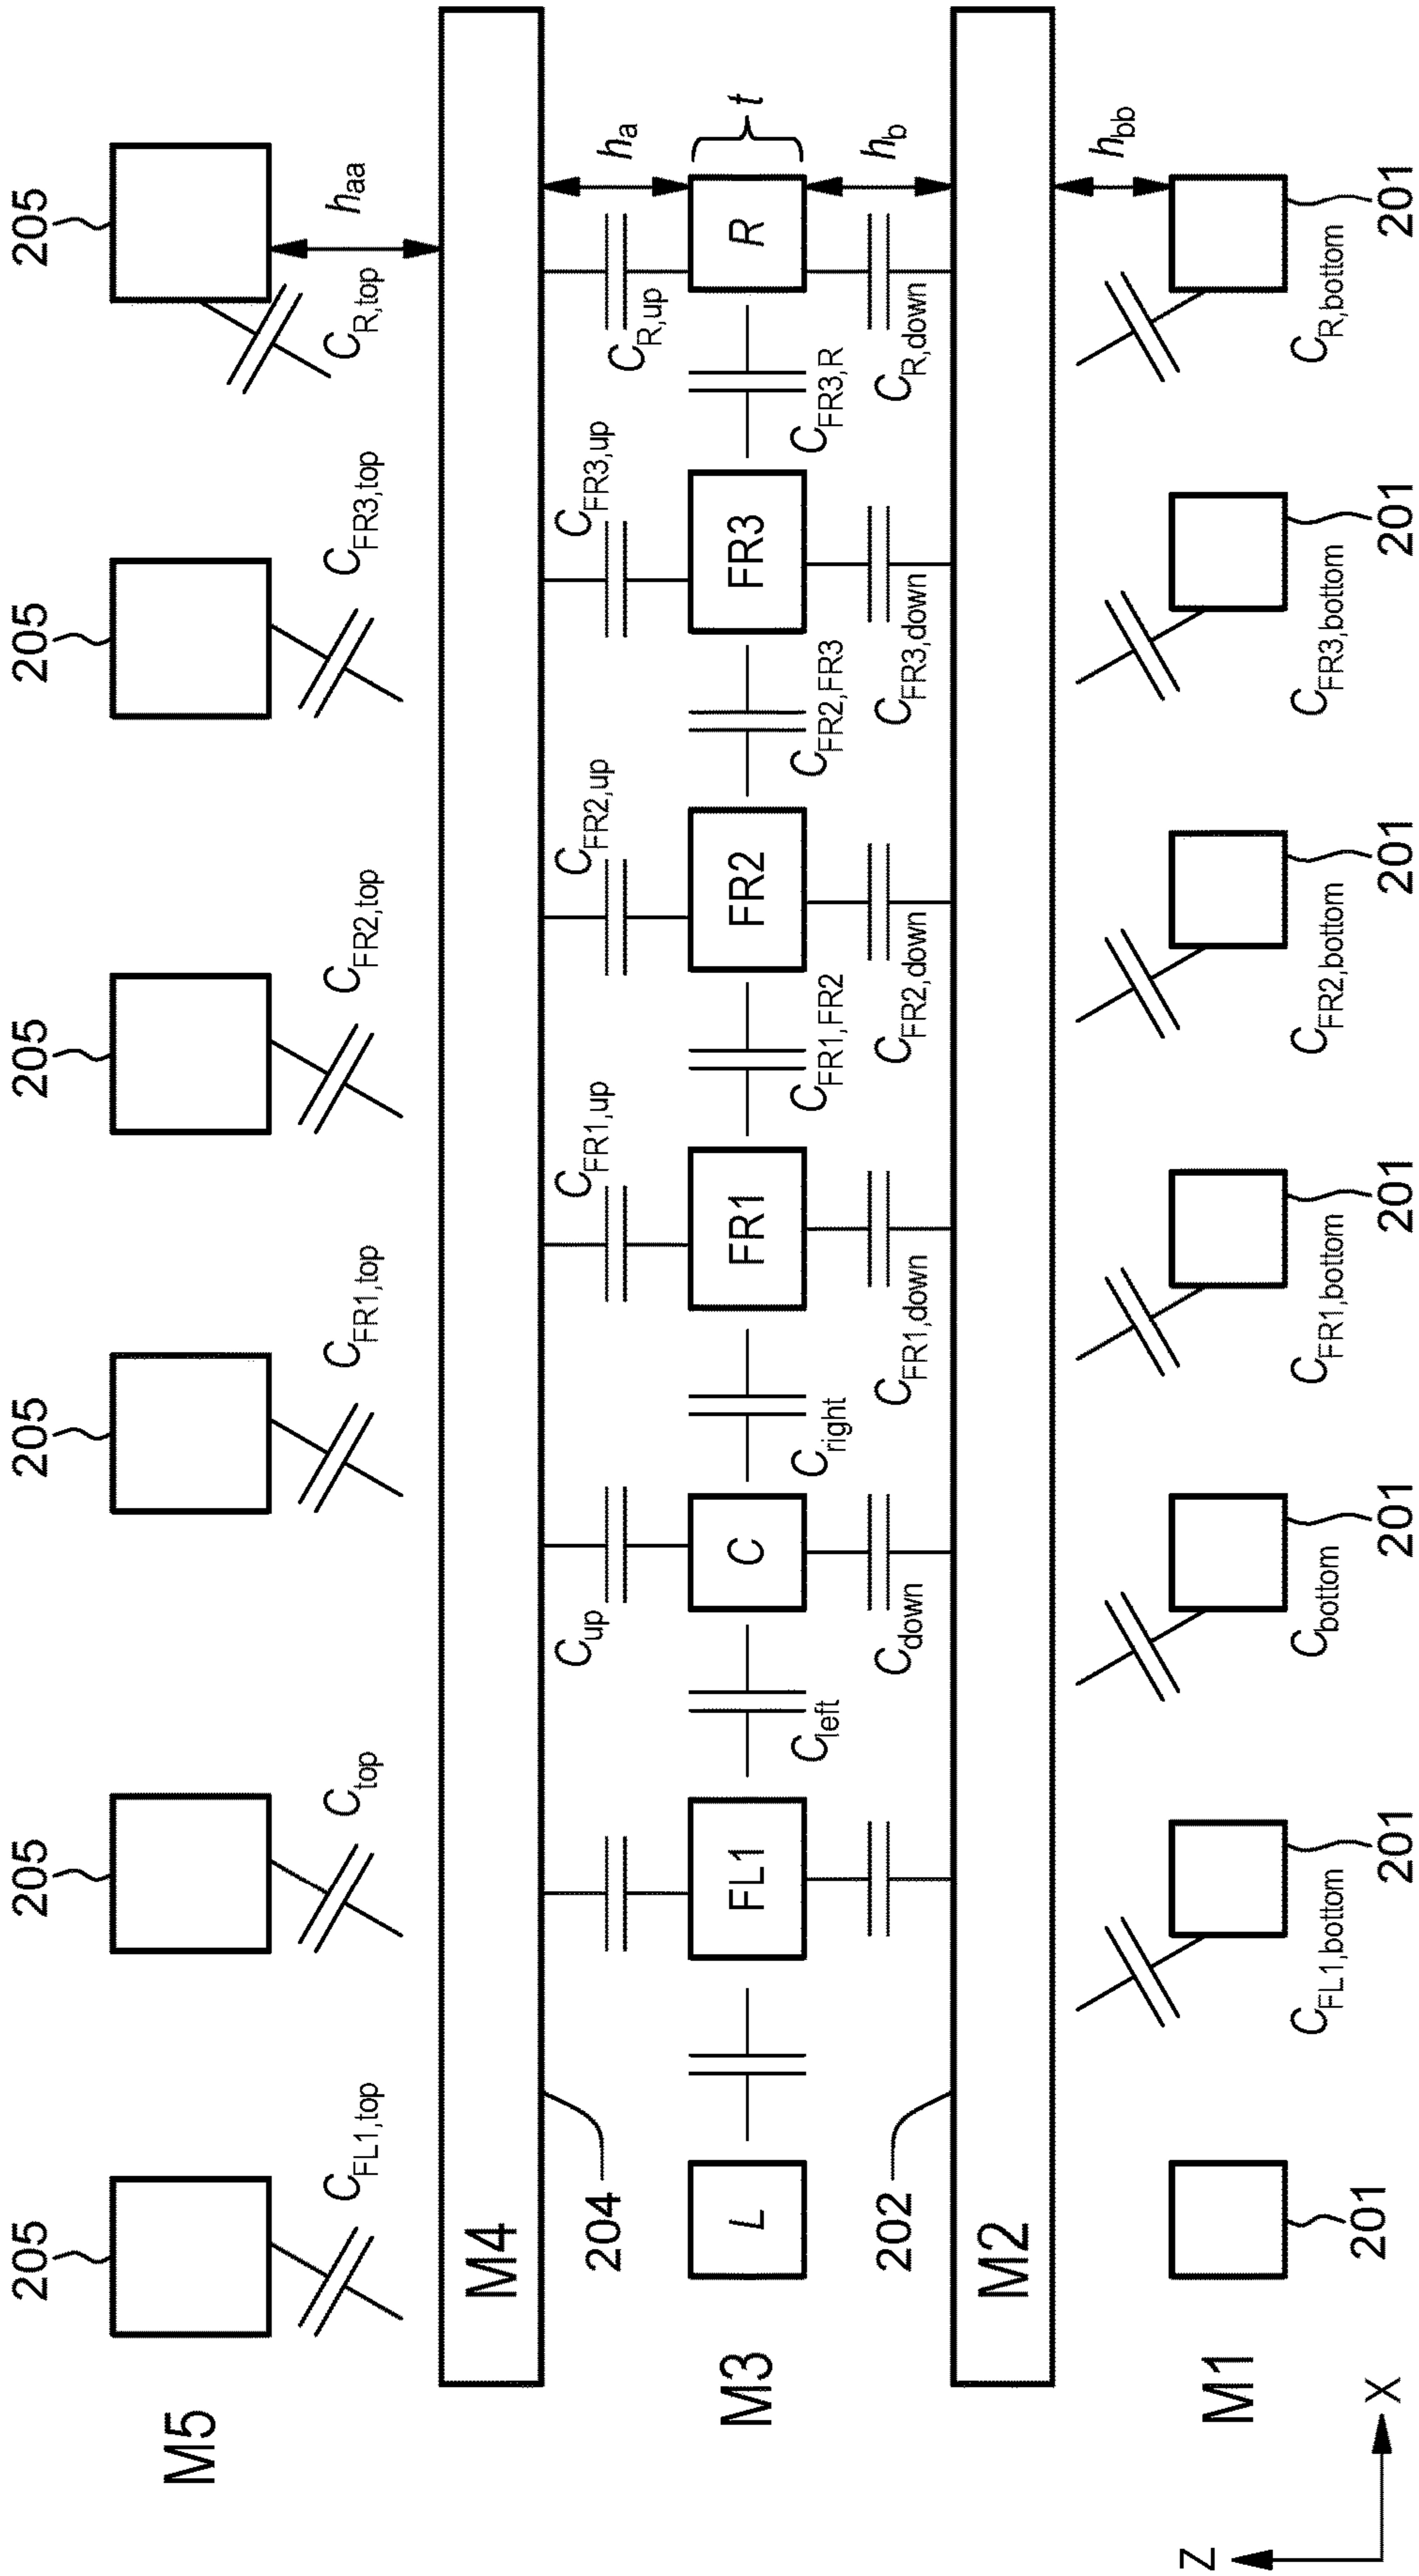 205 205 205 205 205 205
M5
C_FL1,top C_top C_FR1,top C_FR2,top C_FR3,top C_R,top h_aa
M4
204
C_up C_FR1,up C_FR2,up C_FR3,up C_R,up h_a
M3 L FL1 C FR1 FR2 FR3 R t
C_left C_right C_FR1,FR2 C_FR2,FR3 C_FR3,R
202
C_down C_FR1,down C_FR2,down C_FR3,down C_R,down h_b
M2
h_bb
M1
C_FL1,bottom C_bottom C_FR1,bottom C_FR2,bottom C_FR3,bottom C_R,bottom
201 201 201 201 201 201 201
Z
X